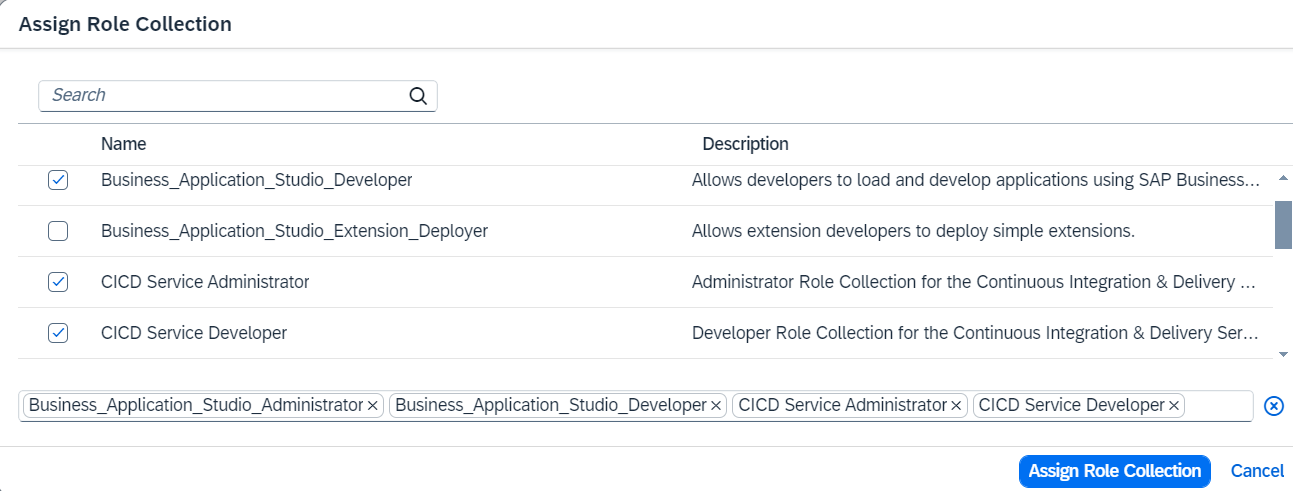 Assign Role Collection
Search
Name Description
Business_Application_Studio_Developer Allows developers to load and develop applications using SAP Business...
Business_Application_Studio_Extension_Deployer Allows extension developers to deploy simple extensions.
CICD Service Administrator Administrator Role Collection for the Continuous Integration & Delivery ...
CICD Service Developer Developer Role Collection for the Continuous Integration & Delivery Ser...
Business_Application_Studio_Administrator Business_Application_Studio_Developer CICD Service Administrator CICD Service Developer
Assign Role Collection Cancel